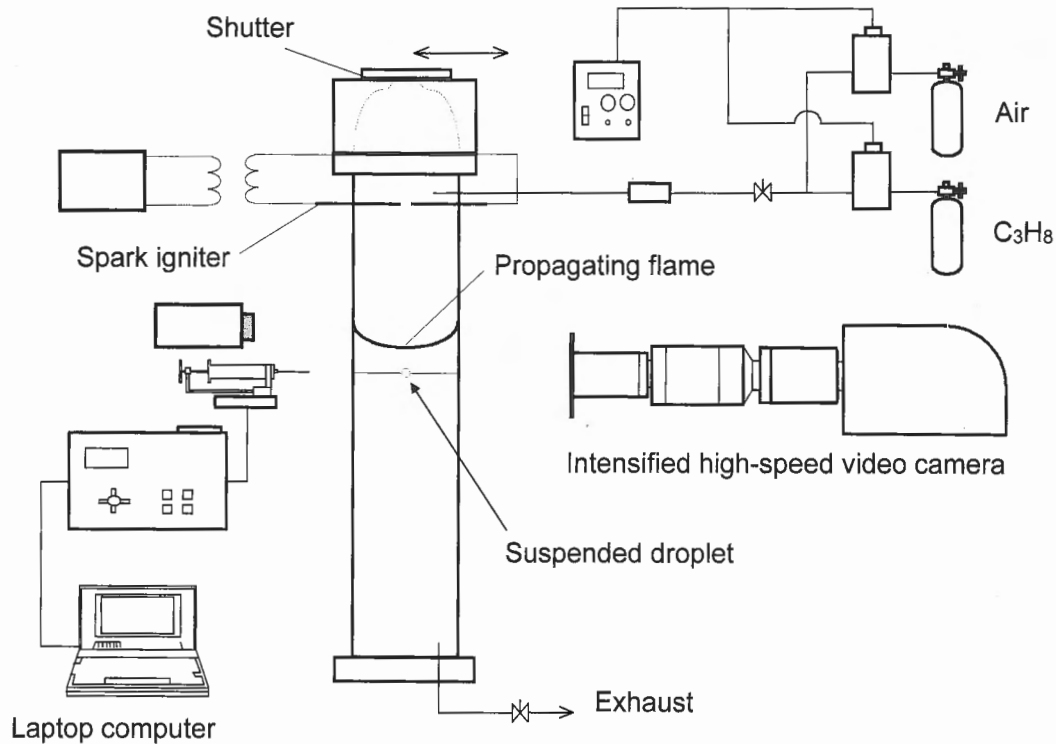 Shutter
Air
C₃H₈
Spark igniter
Propagating flame
Intensified high-speed video camera
Suspended droplet
Exhaust
Laptop computer